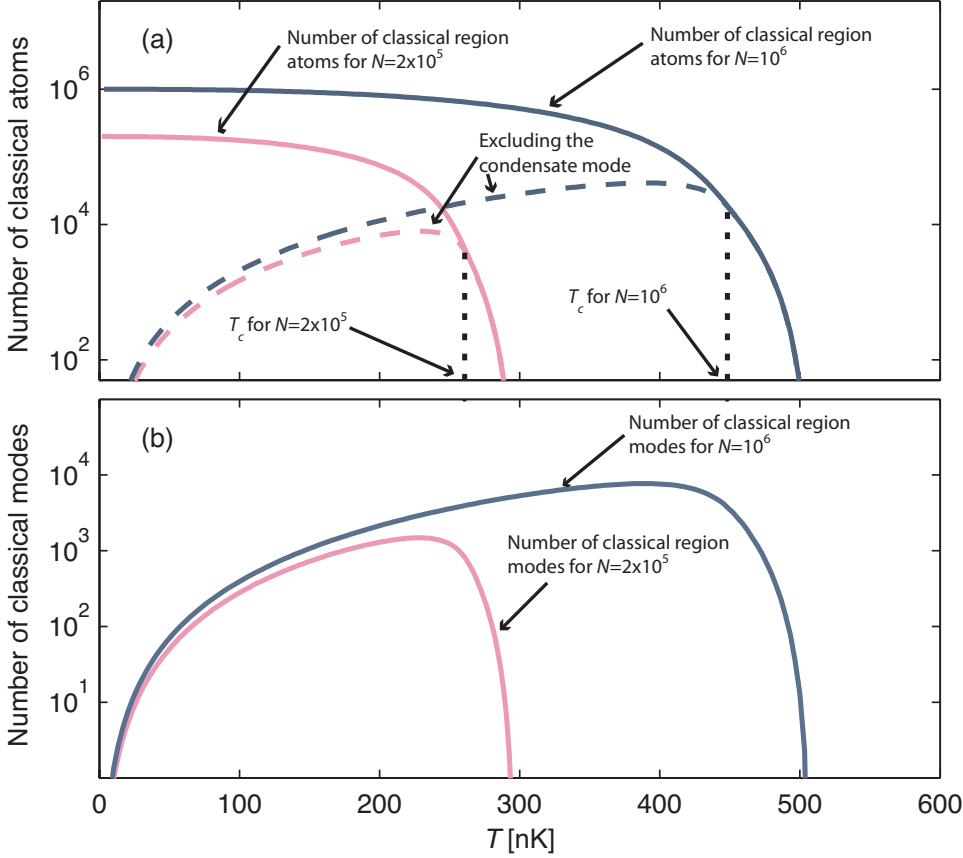 (a)
Number of classical region
atoms for N=2x10^5
Number of classical region
atoms for N=10^6
Excluding the
condensate mode
T_c for N=2x10^5
T_c for N=10^6
Number of classical atoms
10^6
10^4
10^2
(b)
Number of classical region
modes for N=10^6
Number of classical region
modes for N=2x10^5
Number of classical modes
10^4
10^3
10^2
10^1
0 100 200 300 400 500 600
T [nK]